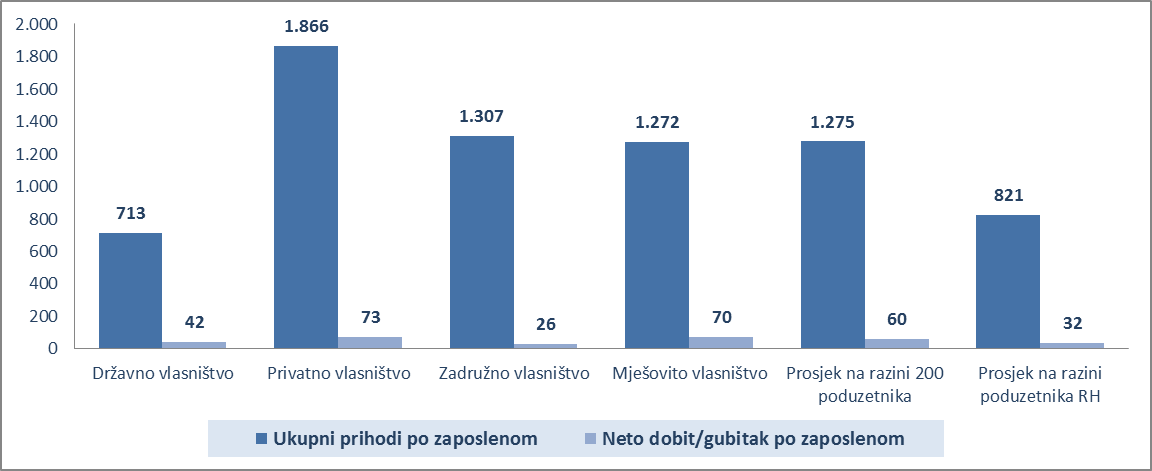 2.000
1.800
1.600
1.400
1.200
1.000
800
600
400
200
0
713
42
1.866
73
1.307
26
1.272
70
1.275
60
821
32
Državno vlasništvo
Privatno vlasništvo
Zadružno vlasništvo
Mješovito vlasništvo
Prosjek na razini 200
poduzetnika
Prosjek na razini
poduzetnika RH
Ukupni prihodi po zaposlenom
Neto dobit/gubitak po zaposlenom